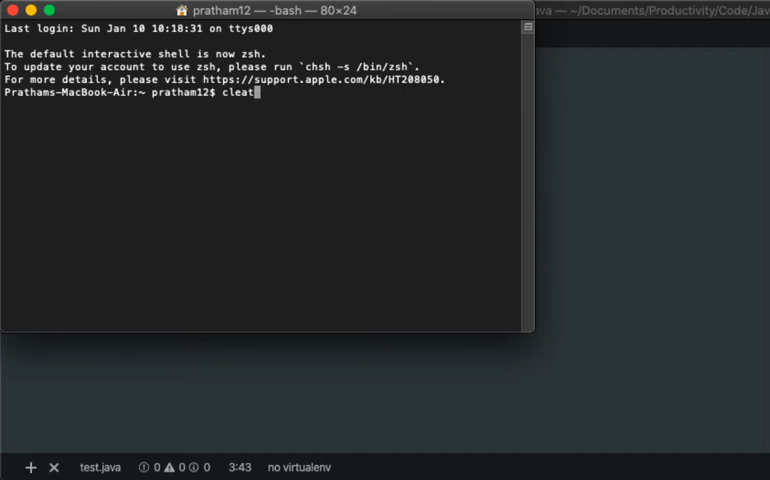 pratham12 — -bash — 80×24
ava — ~/Documents/Productivity/Code/Jav
Last login: Sun Jan 10 10:18:31 on ttys000
The default interactive shell is now zsh.
To update your account to use zsh, please run `chsh -s /bin/zsh`.
For more details, please visit https://support.apple.com/kb/HT208050.
Prathams-MacBook-Air:~ pratham12$ cleat
test.java 0 0 0 3:43 no virtualenv